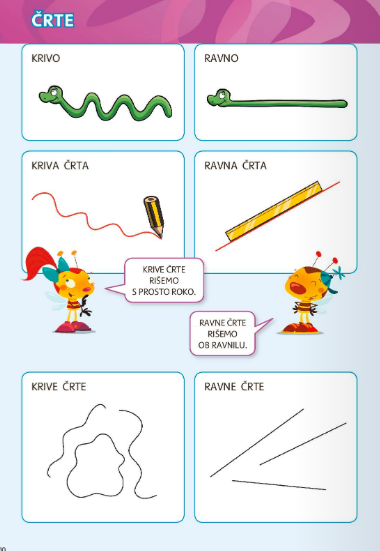 ČRTE
KRIVO
RAVNO
KRIVA ČRTA
RAVNA ČRTA
KRIVE ČRTE
RIŠEMO
S PROSTO ROKO.
RAVNE ČRTE
RIŠEMO
OB RAVNILU.
KRIVE ČRTE
RAVNE ČRTE